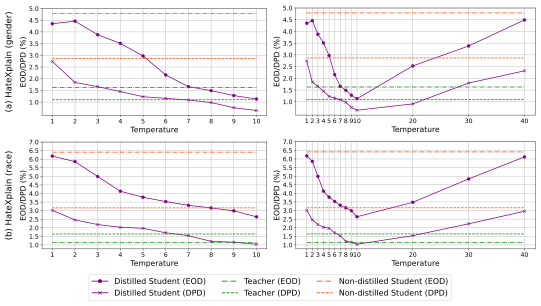 (a) HateXplain (gender)
EOD/DPD (%)
5.0
4.5
4.0
3.5
3.0
2.5
2.0
1.5
1.0
1 2 3 4 5 6 7 8 9 10
Temperature
EOD/DPD (%)
5.0
4.5
4.0
3.5
3.0
2.5
2.0
1.5
1.0
1 2 3 4 5 6 7 8 9 10 20 30 40
Temperature
(b) HateXplain (race)
EOD/DPD (%)
7.0
6.5
6.0
5.5
5.0
4.5
4.0
3.5
3.0
2.5
2.0
1.5
1.0
1 2 3 4 5 6 7 8 9 10
Temperature
EOD/DPD (%)
7.0
6.5
6.0
5.5
5.0
4.5
4.0
3.5
3.0
2.5
2.0
1.5
1.0
1 2 3 4 5 6 7 8 9 10 20 30 40
Temperature
Distilled Student (EOD) Teacher (EOD) Non-distilled Student (EOD)
Distilled Student (DPD) Teacher (DPD) Non-distilled Student (DPD)